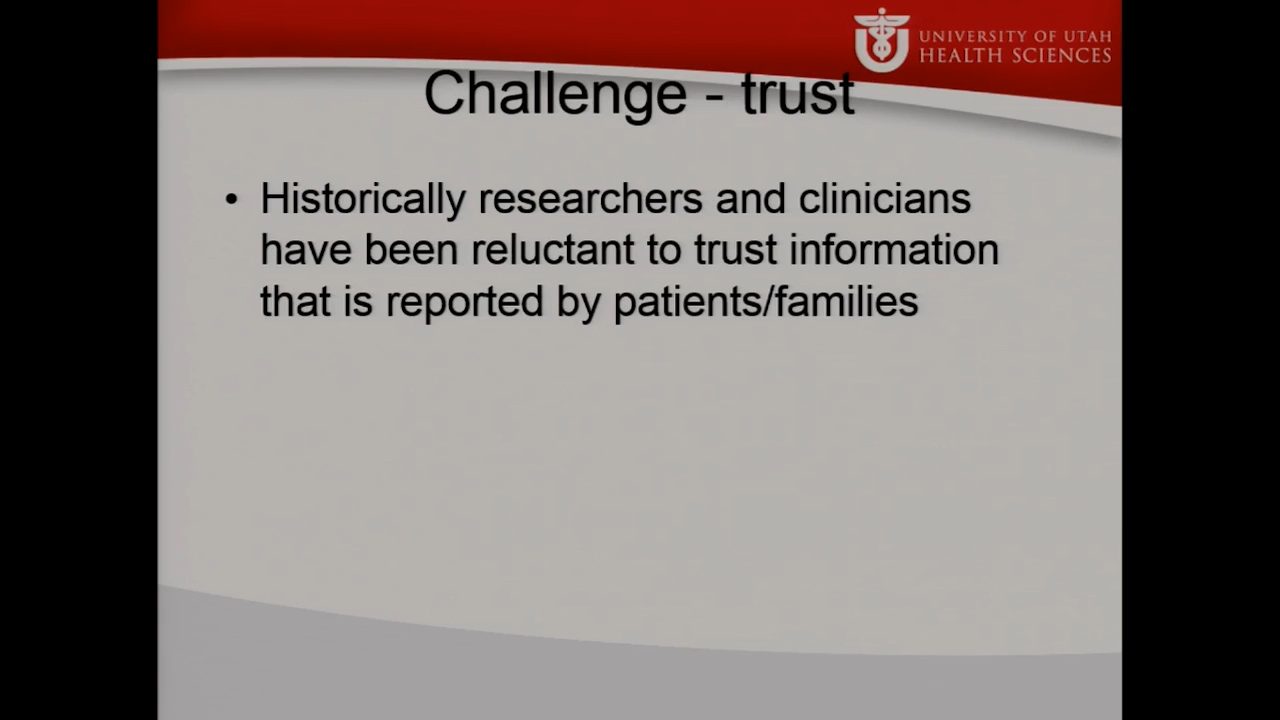 UNIVERSITY OF UTAH
HEALTH SCIENCES
Challenge - trust
• Historically researchers and clinicians
have been reluctant to trust information
that is reported by patients/families